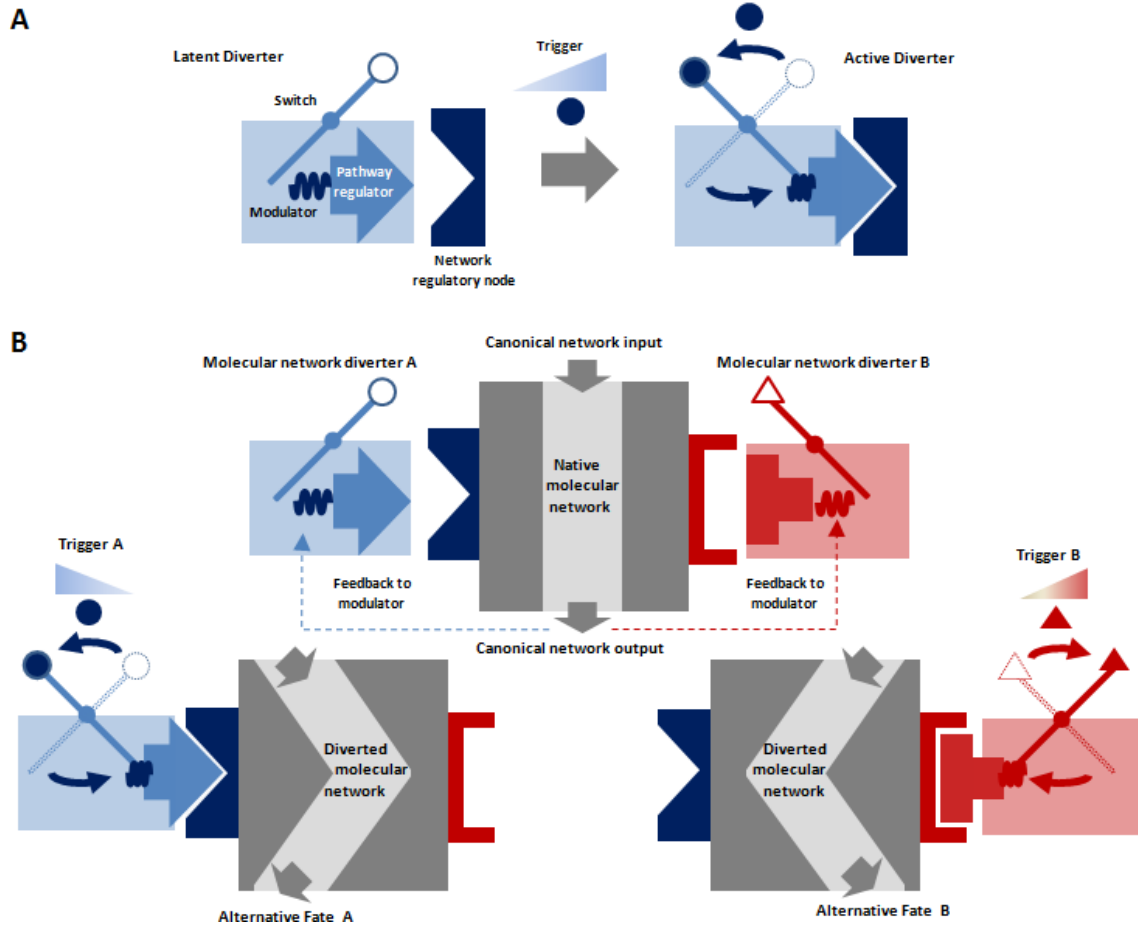 A
Latent Diverter
Trigger
Active Diverter
Switch
Pathway
regulator
Modulator
Network
regulatory node
B
Canonical network input
Molecular network diverter A
Molecular network diverter B
Native
molecular
network
Trigger A
Trigger B
Feedback to
modulator
Feedback to
modulator
Canonical network output
Diverted
molecular
network
Diverted
molecular
network
Alternative Fate A
Alternative Fate B